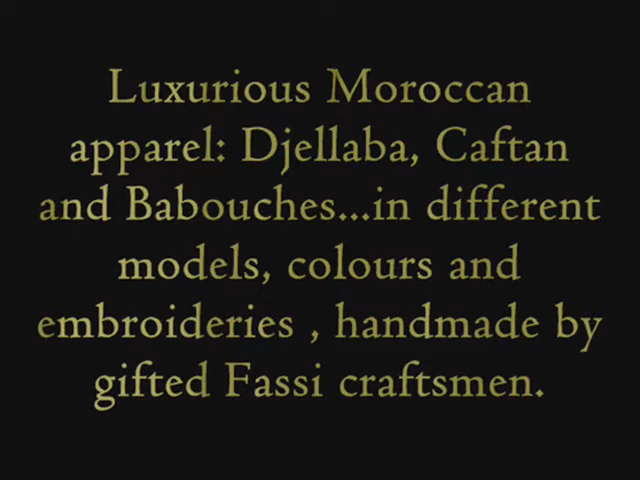 Luxurious Moroccan
apparel: Djellaba, Caftan
and Babouches...in different
models, colours and
embroideries , handmade by
gifted Fassi craftsmen.